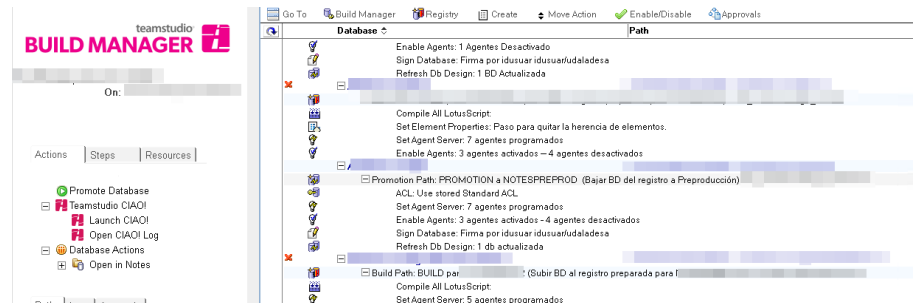 teamstudio
BUILD MANAGER
On:
Actions Steps Resources
Promote Database
Teamstudio CIAO!
Launch CIAO!
Open CIAO! Log
Database Actions
Open in Notes
Go To Build Manager Registry Create Move Action Enable/Disable Approvals
Database Path
Enable Agents: 1 Agentes Desactivado
Sign Database: Firma por idusuar idusuar/udaladesa
Refresh Db Design: 1 BD Actualizada
Compile All LotusScript:
Set Element Properties: Paso para quitar la herencia de elementos.
Set Agent Server: 7 agentes programados
Enable Agents: 3 agentes activados – 4 agentes desactivados
Promotion Path: PROMOTION a NOTESPREPROD (Bajar BD del registro a Preproducción)
ACL: Use stored Standard ACL
Set Agent Server: 7 agentes programados
Enable Agents: 3 agentes activados - 4 agentes desactivados
Sign Database: Firma por idusuar idusuar/udaladesa
Refresh Db Design: 1 db actualizada
Build Path: BUILD (Subir BD al registro preparada para
Compile All LotusScript:
Set Agent Server: 5 agentes programados